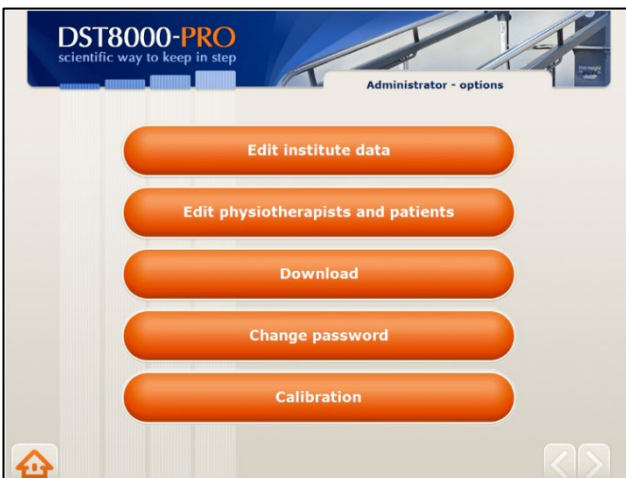 DST8000-PRO
scientific way to keep in step
Administrator - options
Edit institute data
Edit physiotherapists and patients
Download
Change password
Calibration